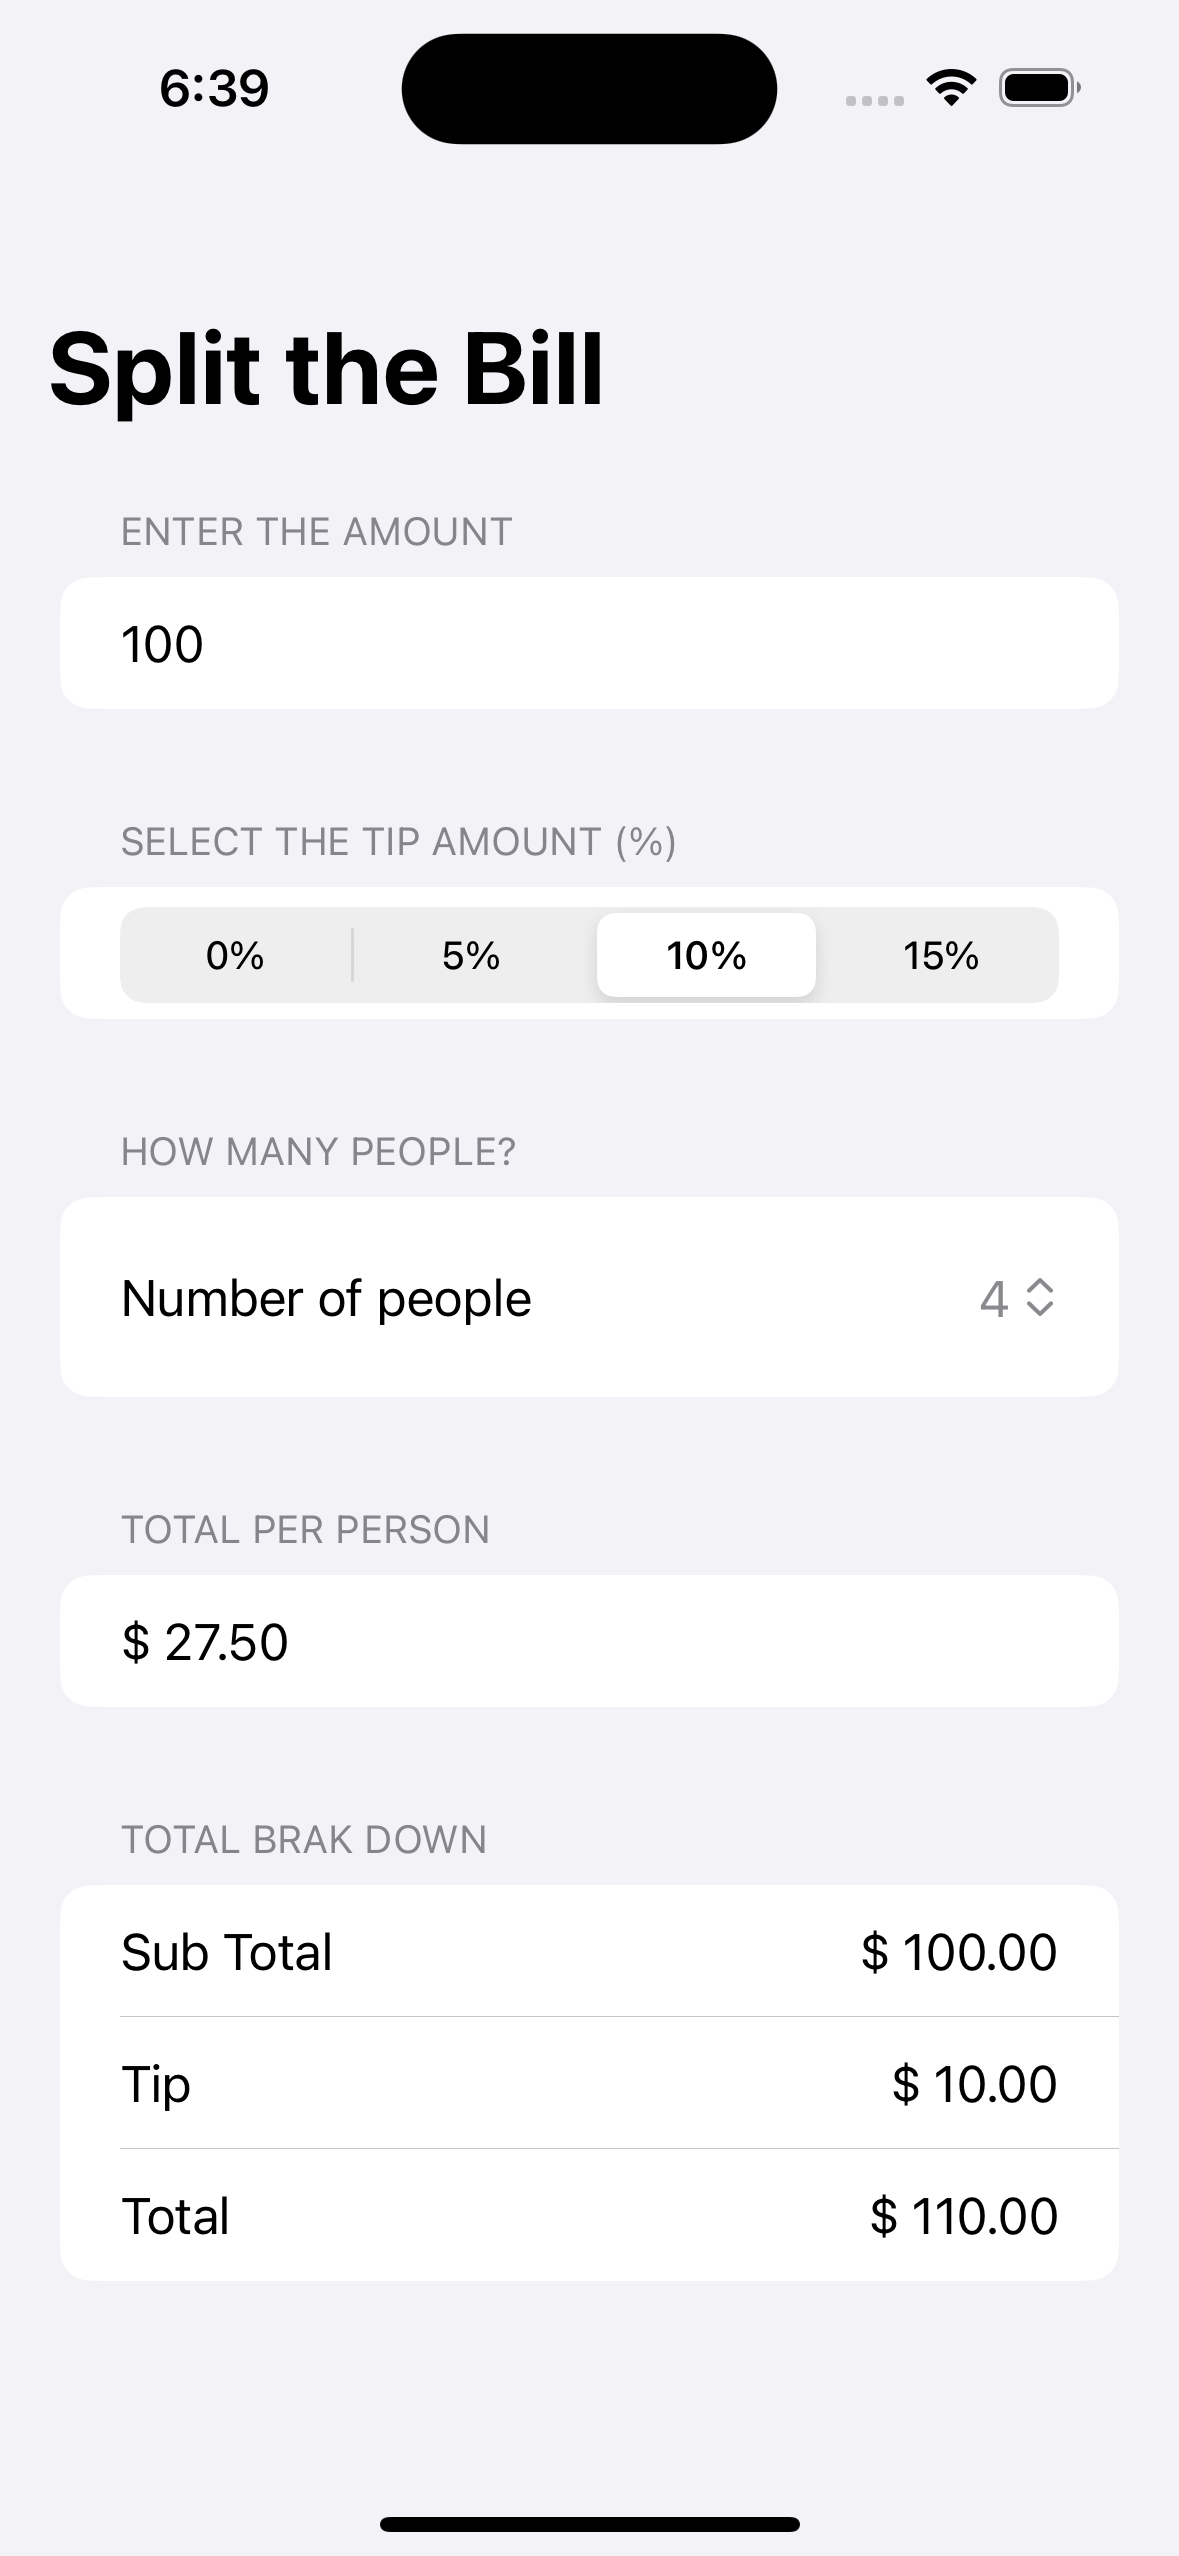 6:39
Split the Bill
ENTER THE AMOUNT
100
SELECT THE TIP AMOUNT (%)
0% 5% 10% 15%
HOW MANY PEOPLE?
Number of people 4
TOTAL PER PERSON
$ 27.50
TOTAL BRAK DOWN
Sub Total $ 100.00
Tip $ 10.00
Total $ 110.00